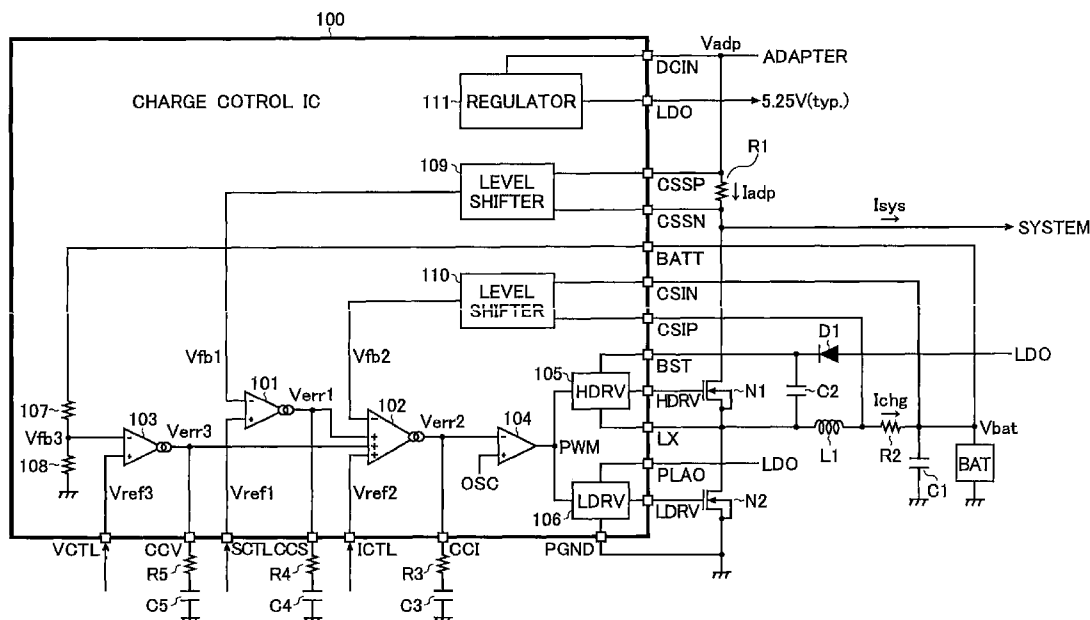 100
Vadp
DCIN
ADAPTER
CHARGE COTROL IC
111
REGULATOR
LDO
5.25V(typ.)
R1
109
LEVEL
SHIFTER
CSSP
↓Iadp
CSSN
Isys
SYSTEM
BATT
110
LEVEL
SHIFTER
CSIN
CSIP
D1
Vfb1
Vfb2
BST
LDO
105
HDRV
HDRV
N1
C2
Ichg
101
Verr1
102
107
103
Verr3
Verr2
104
PWM
LX
L1
R2
Vbat
Vfb3
108
OSC
PLAO
LDO
C1
BAT
Vref3
Vref1
Vref2
LDRV
106
LDRV
N2
VCTL
CCV
SCTL
CCS
ICTL
CCI
PGND
R5
R4
R3
C5
C4
C3